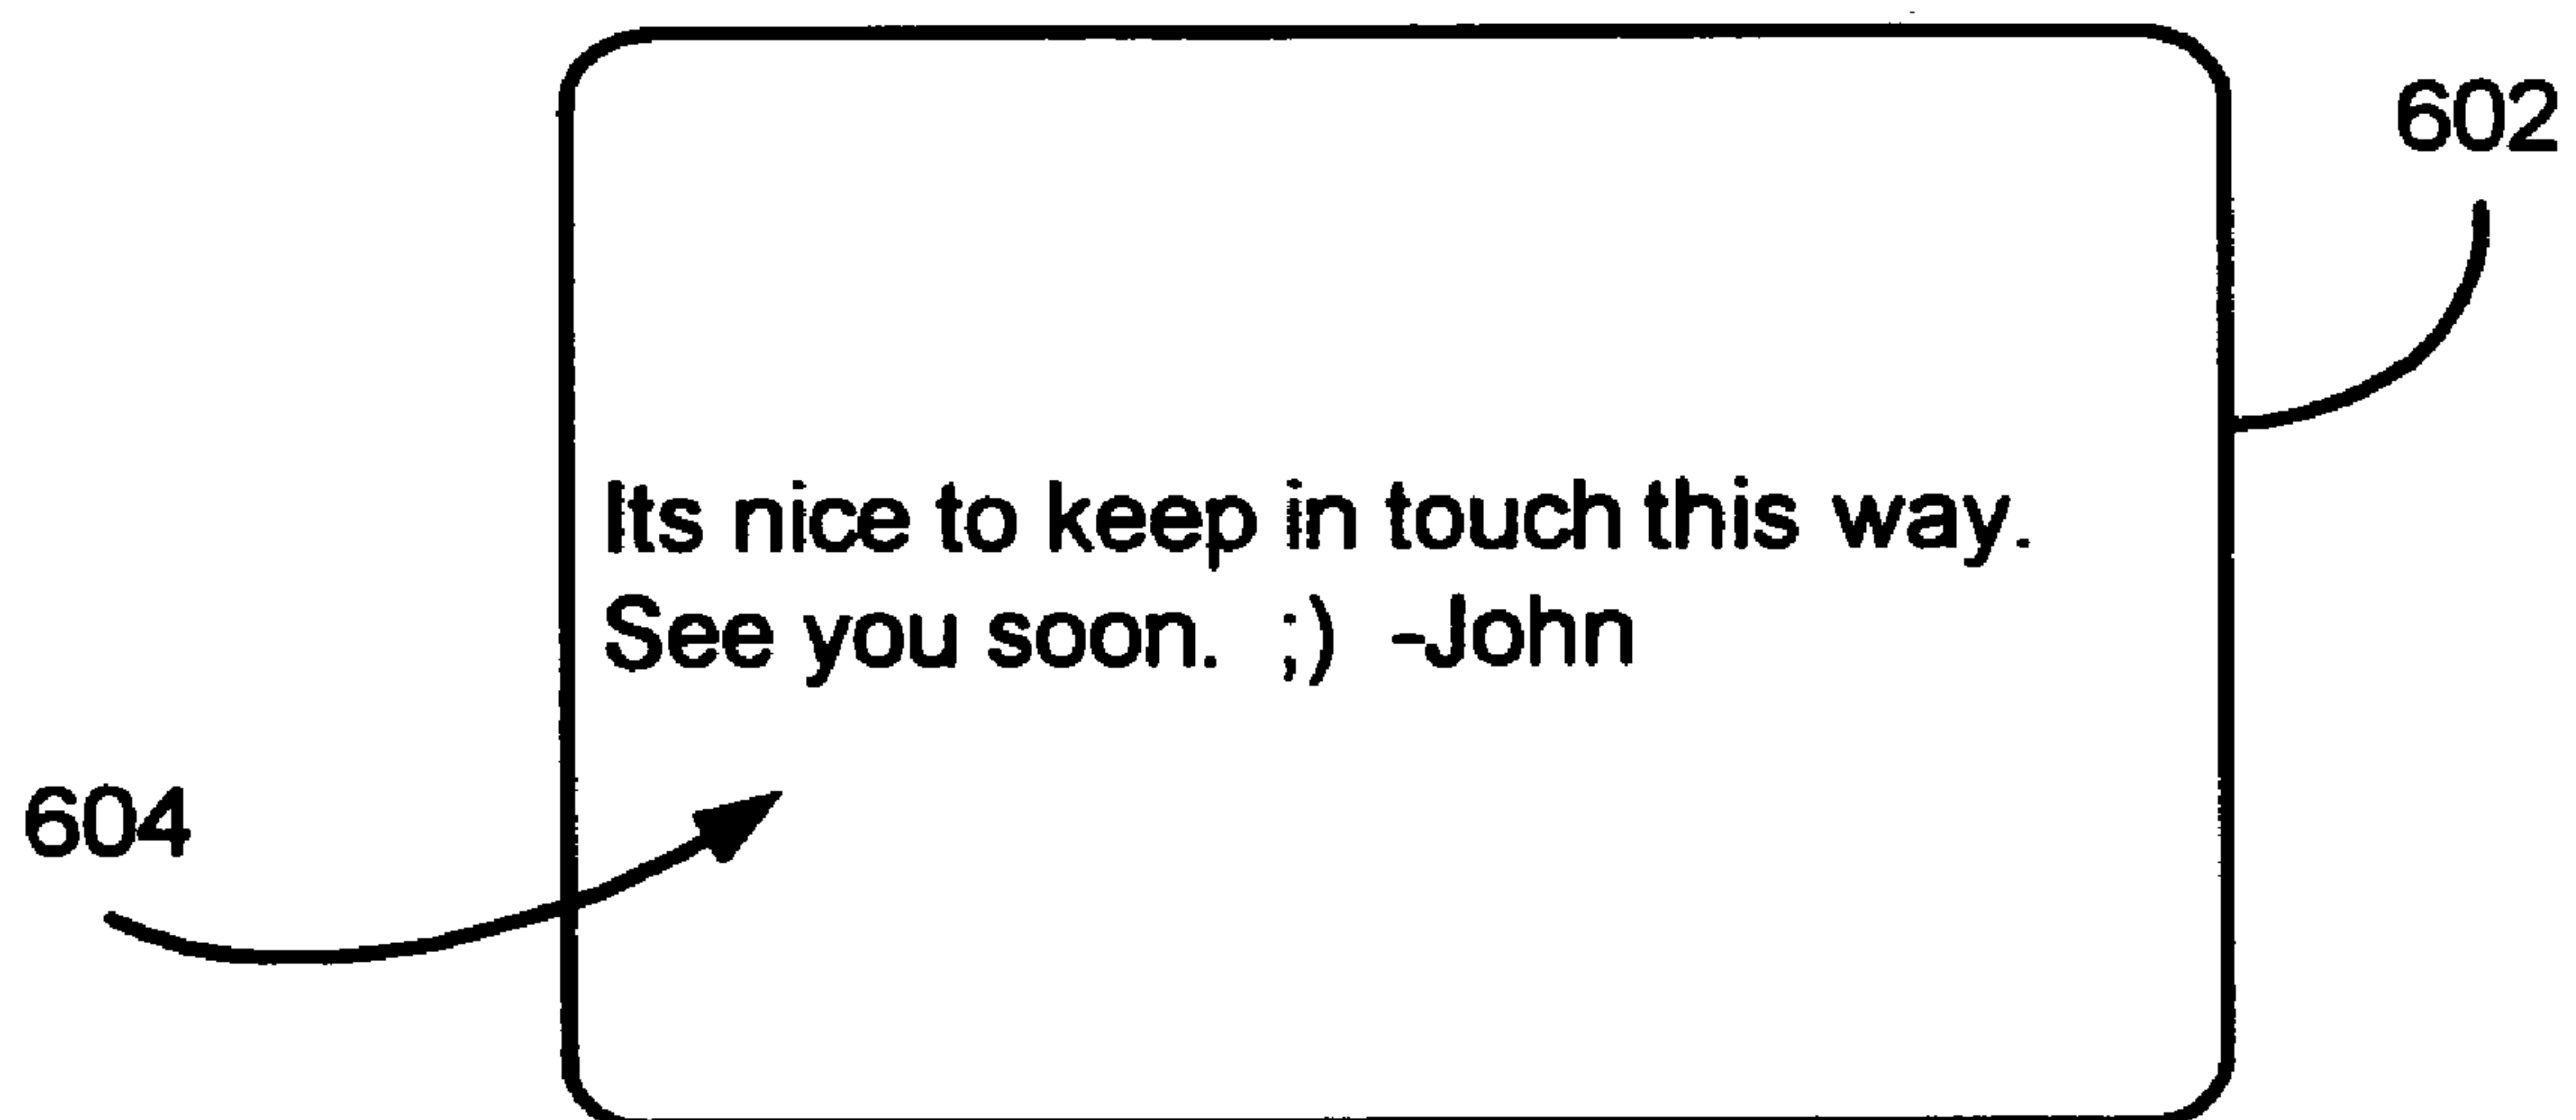 602
Its nice to keep in touch this way.
See you soon.  ;)  -John
604